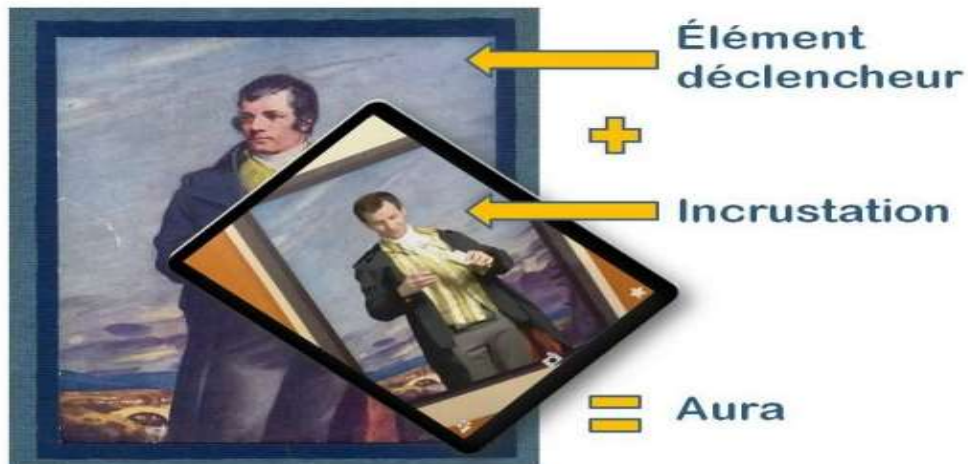 Élément
déclencheur
+
Incrustation
=
Aura